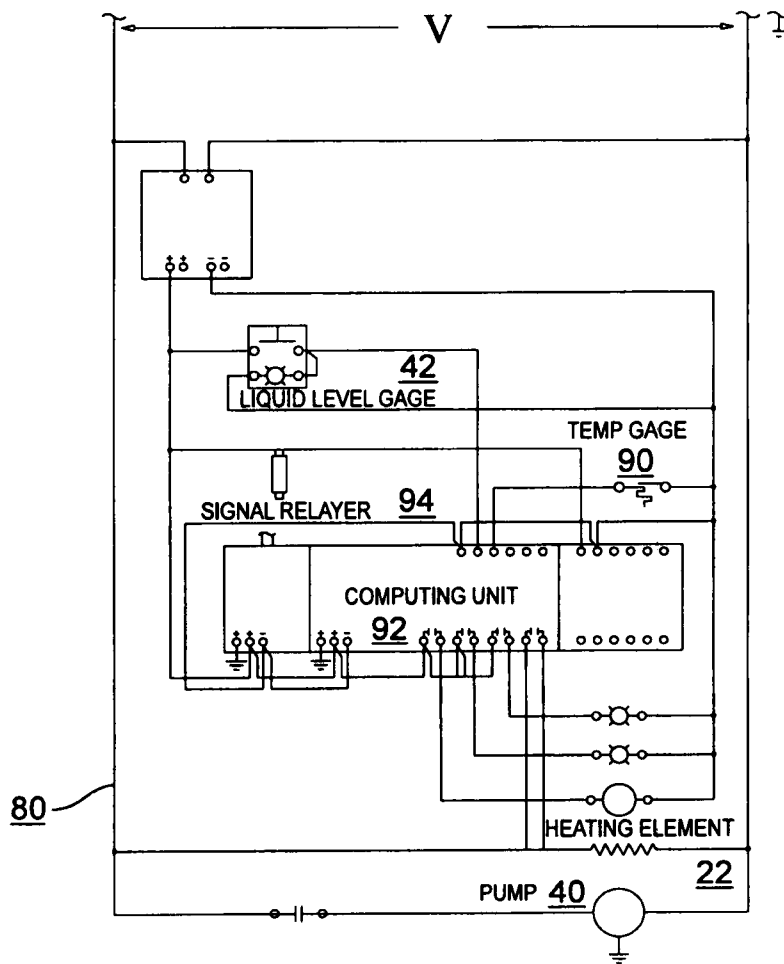 V
+ + − −
42
LIQUID LEVEL GAGE
TEMP GAGE
90
SIGNAL RELAYER 94
COMPUTING UNIT
92
+ + −
+ + −
80
HEATING ELEMENT
22
PUMP 40